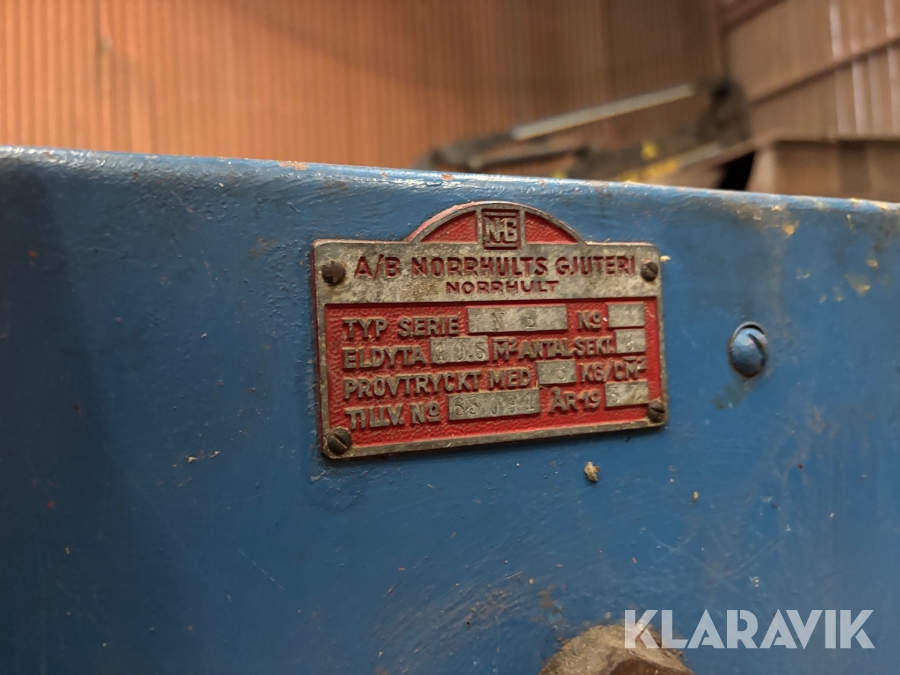 NG
A/B NORRHULTS GJUTERI
NORRHULT
TYP SERIE N No
ELDYTA M² ANTAL SEKT.
PROVTRYCKT MED KG/CM²
TILLV. No ÅR 19
KLARAVIK